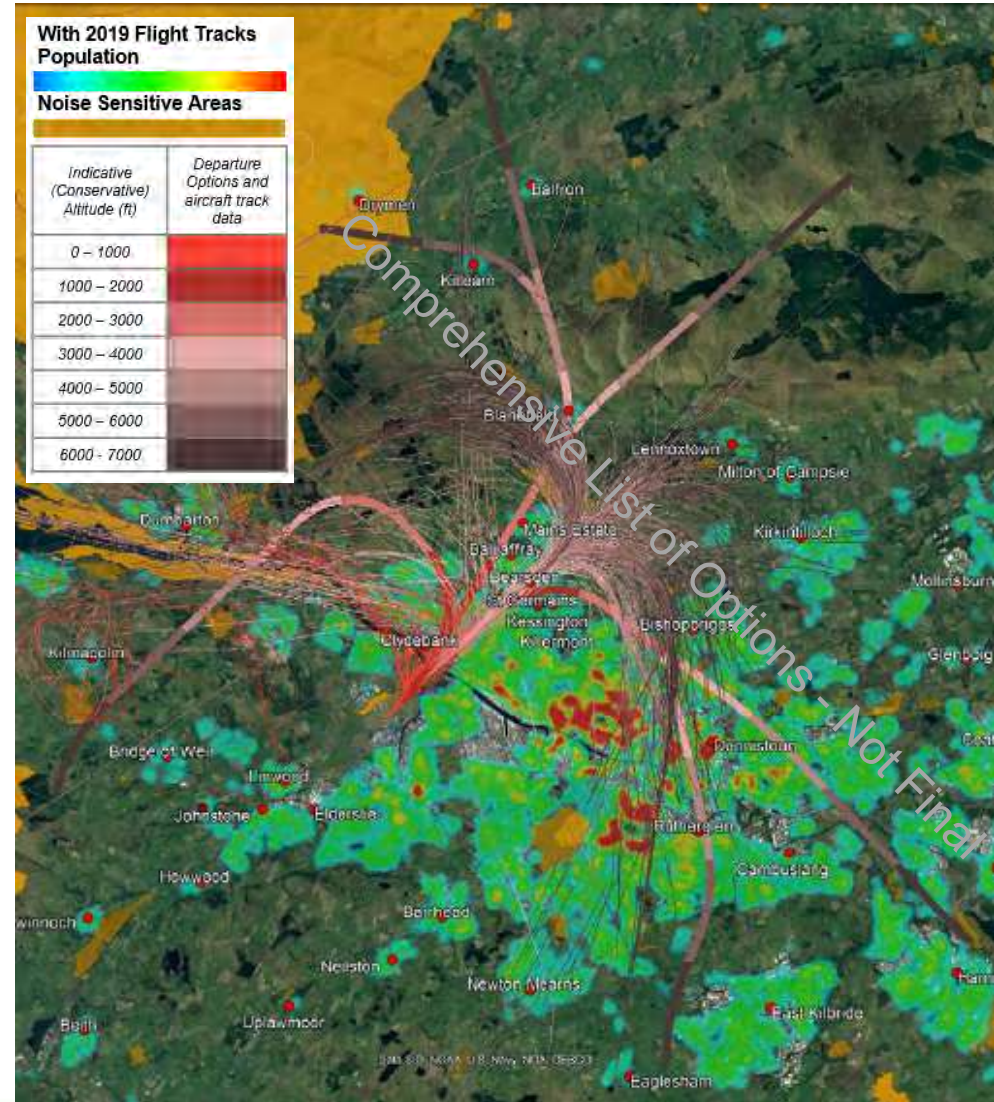 With 2019 Flight Tracks
Population
Noise Sensitive Areas
Indicative
(Conservative)
Altitude (ft)
Departure
Options and
aircraft track
data
0 – 1000
1000 – 2000
2000 – 3000
3000 – 4000
4000 – 5000
5000 – 6000
6000 - 7000
Comprehensive List of Options - Not Final
Balfron
Drymen
Killearn
Lennoxtown
Milton of Campsie
Dumbarton
Mains Estate
Kirkintilloch
Bearsden
Mollinsburn
St Germains
Kessington
Bishopbriggs
Clydebank
Killermont
Kilmacolm
Bridge of Weir
Dennistoun
Linwood
Johnstone
Elderslie
Rutherglen
Cambuslang
Howwood
winnoch
Barrhead
Neilston
Newton Mearns
Ham
Beith
Uplawmoor
East Kilbride
Eaglesham